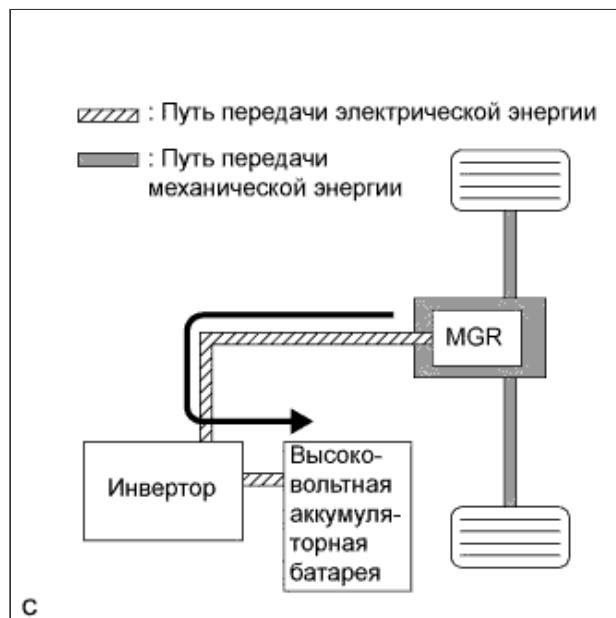 : Путь передачи электрической энергии
: Путь передачи
механической энергии
MGR
Инвертор
Высоко-
вольтная
аккумуля-
торная
батарея
C